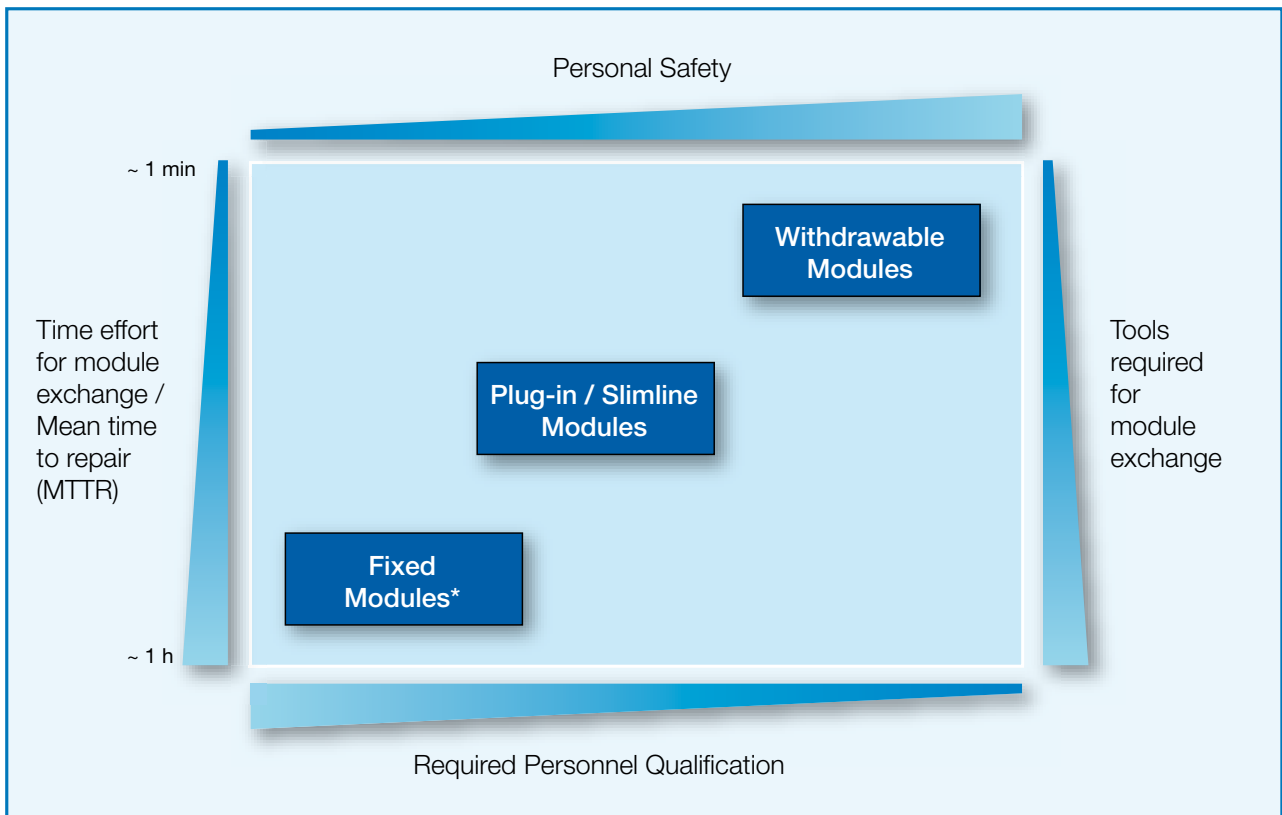 Personal Safety
~ 1 min
Withdrawable
Modules
Time effort
for module
exchange /
Mean time
to repair
(MTTR)
Tools
required
for
module
exchange
Plug-in / Slimline
Modules
Fixed
Modules*
~ 1 h
Required Personnel Qualification